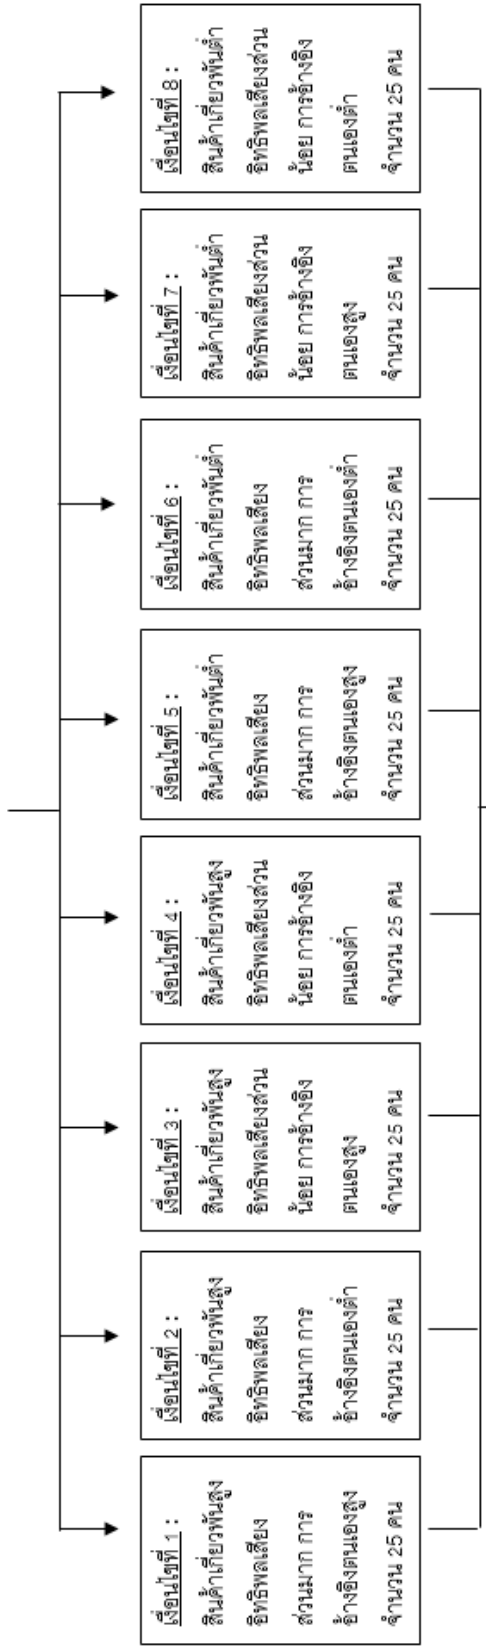 เงื่อนไขที่ 1 :
สินค้าเกี่ยวพันสูง
อิทธิพลเสียง
ส่วนมาก การ
อ้างอิงตนเองสูง
จำนวน 25 คน
เงื่อนไขที่ 2 :
สินค้าเกี่ยวพันสูง
อิทธิพลเสียง
ส่วนมาก การ
อ้างอิงตนเองต่ำ
จำนวน 25 คน
เงื่อนไขที่ 3 :
สินค้าเกี่ยวพันสูง
อิทธิพลเสียงส่วน
น้อย การอ้างอิง
ตนเองสูง
จำนวน 25 คน
เงื่อนไขที่ 4 :
สินค้าเกี่ยวพันสูง
อิทธิพลเสียงส่วน
น้อย การอ้างอิง
ตนเองต่ำ
จำนวน 25 คน
เงื่อนไขที่ 5 :
สินค้าเกี่ยวพันต่ำ
อิทธิพลเสียง
ส่วนมาก การ
อ้างอิงตนเองสูง
จำนวน 25 คน
เงื่อนไขที่ 6 :
สินค้าเกี่ยวพันต่ำ
อิทธิพลเสียง
ส่วนมาก การ
อ้างอิงตนเองต่ำ
จำนวน 25 คน
เงื่อนไขที่ 7 :
สินค้าเกี่ยวพันต่ำ
อิทธิพลเสียงส่วน
น้อย การอ้างอิง
ตนเองสูง
จำนวน 25 คน
เงื่อนไขที่ 8 :
สินค้าเกี่ยวพันต่ำ
อิทธิพลเสียงส่วน
น้อย การอ้างอิง
ตนเองต่ำ
จำนวน 25 คน